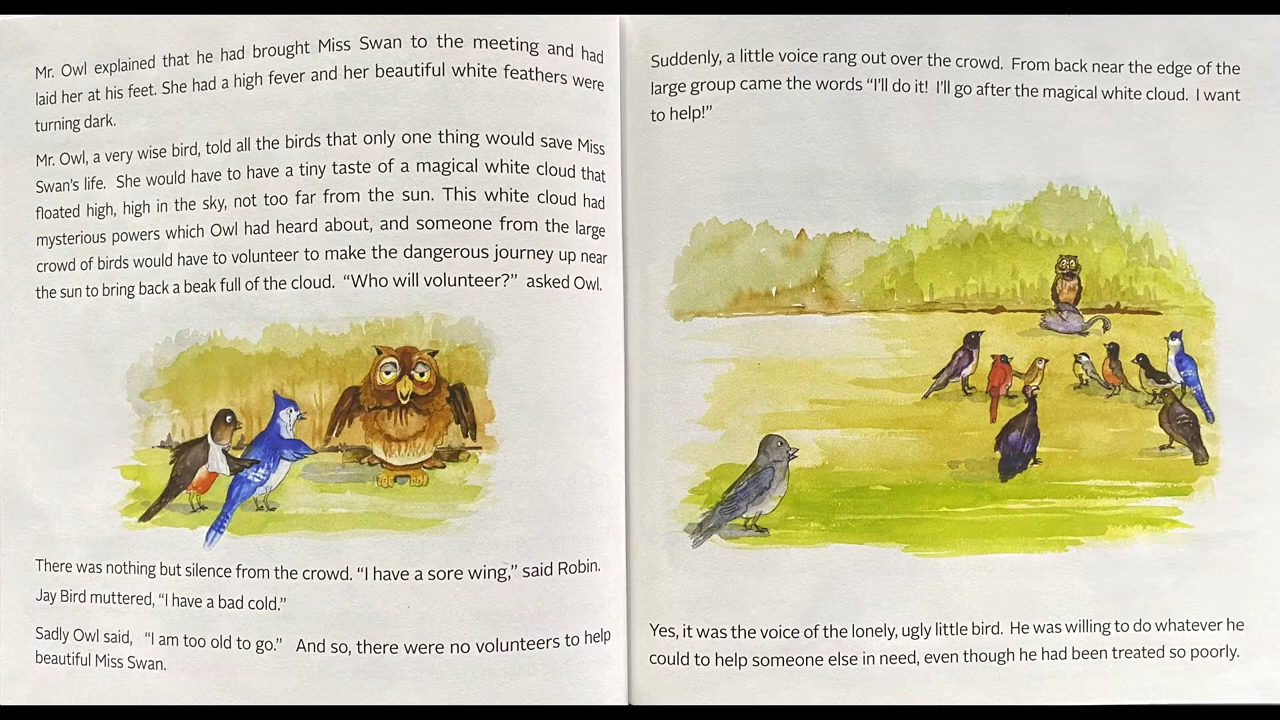 Mr. Owl explained that he had brought Miss Swan to the meeting and had
laid her at his feet. She had a high fever and her beautiful white feathers were
turning dark.
Mr. Owl, a very wise bird, told all the birds that only one thing would save Miss
Swan's life. She would have to have a tiny taste of a magical white cloud that
floated high, high in the sky, not too far from the sun. This white cloud had
mysterious powers which Owl had heard about, and someone from the large
crowd of birds would have to volunteer to make the dangerous journey up near
the sun to bring back a beak full of the cloud. "Who will volunteer?" asked Owl.
There was nothing but silence from the crowd. "I have a sore wing," said Robin.
Jay Bird muttered, "I have a bad cold."
Sadly Owl said, "I am too old to go." And so, there were no volunteers to help
beautiful Miss Swan.
Suddenly, a little voice rang out over the crowd. From back near the edge of the
large group came the words "I'll do it! I'll go after the magical white cloud. I want
to help!"
Yes, it was the voice of the lonely, ugly little bird. He was willing to do whatever he
could to help someone else in need, even though he had been treated so poorly.